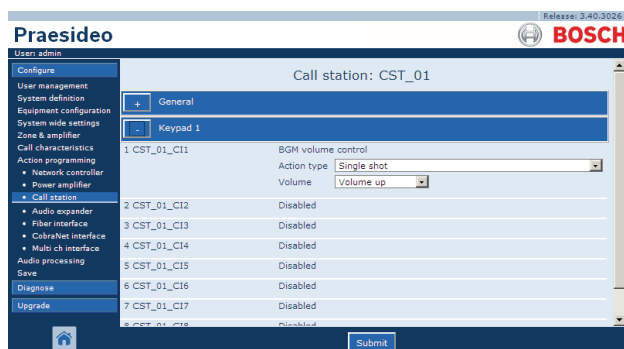 Release: 3.40.3026
Praesideo
BOSCH
User: admin
Configure
User management
System definition
Equipment configuration
System wide settings
Zone & amplifier
Call characteristics
Action programming
• Network controller
• Power amplifier
• Call station
• Audio expander
• Fiber interface
• CobraNet interface
• Multi ch interface
Audio processing
Save
Diagnose
Upgrade
Call station: CST_01
+ General
- Keypad 1
1 CST_01_CI1 BGM volume control
Action type Single shot
Volume Volume up
2 CST_01_CI2 Disabled
3 CST_01_CI3 Disabled
4 CST_01_CI4 Disabled
5 CST_01_CI5 Disabled
6 CST_01_CI6 Disabled
7 CST_01_CI7 Disabled
8 CST_01_CI8 Disabled
Submit